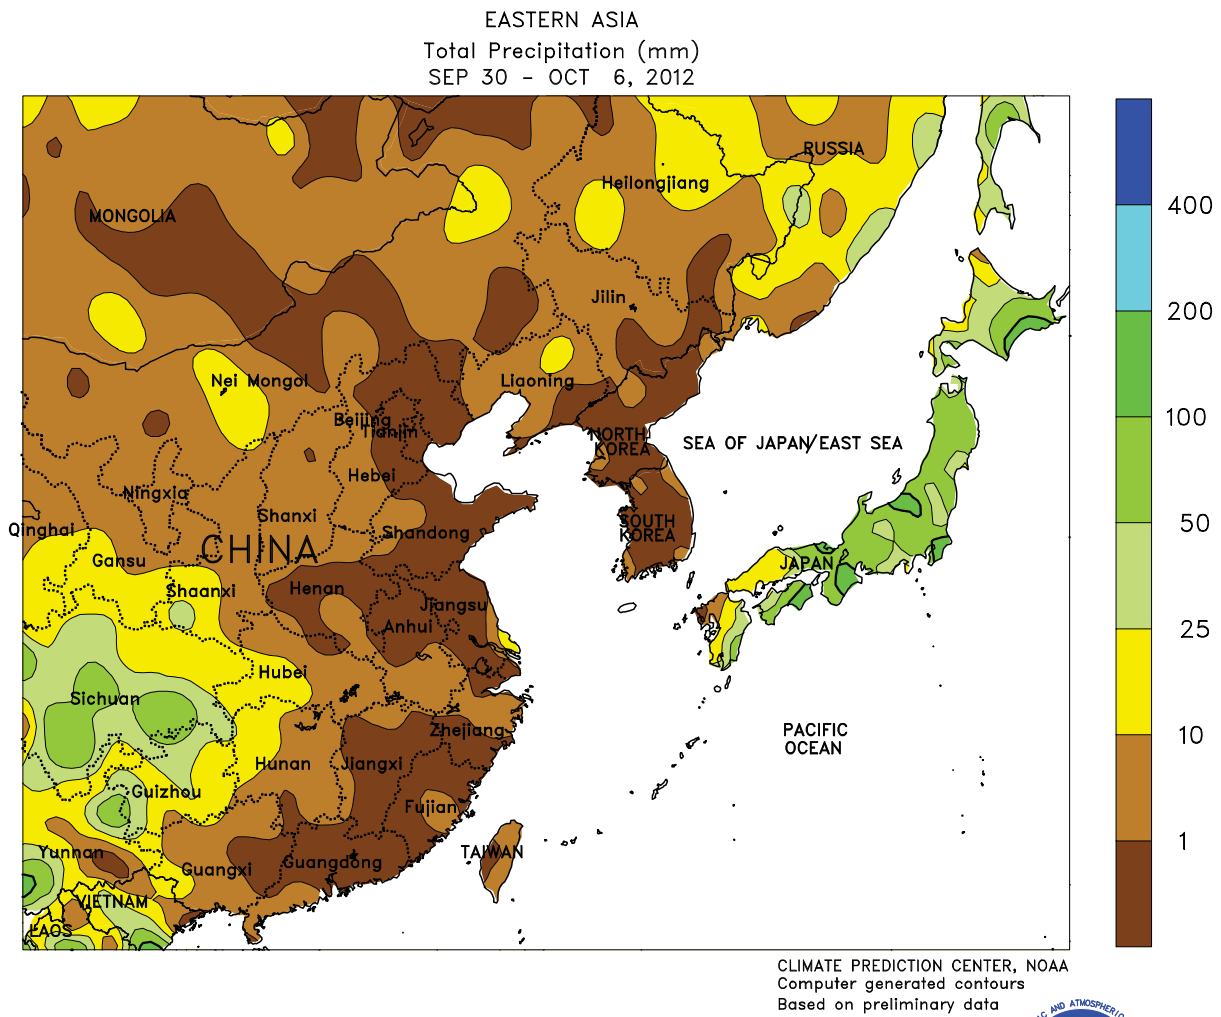 EASTERN ASIA
Total Precipitation (mm)
SEP 30 - OCT 6, 2012
RUSSIA
Heilongjiang
MONGOLIA
400
Jilin
200
Nei Mongol
Liaoning
100
Beijing
Tianjin
NORTH
KOREA
SEA OF JAPAN/EAST SEA
Hebei
Ningxia
Shanxi
Qinghai
SOUTH
KOREA
50
Shandong
CHINA
Gansu
JAPAN
Shaanxi
Henan
Jiangsu
Anhui
25
Hubei
Sichuan
Zhejiang
PACIFIC
OCEAN
10
Hunan
Jiangxi
Guizhou
Fujian
1
Yunnan
TAIWAN
Guangxi
Guangdong
VIETNAM
LAOS
CLIMATE PREDICTION CENTER, NOAA
Computer generated contours
Based on preliminary data
AND ATMOSPHERIC